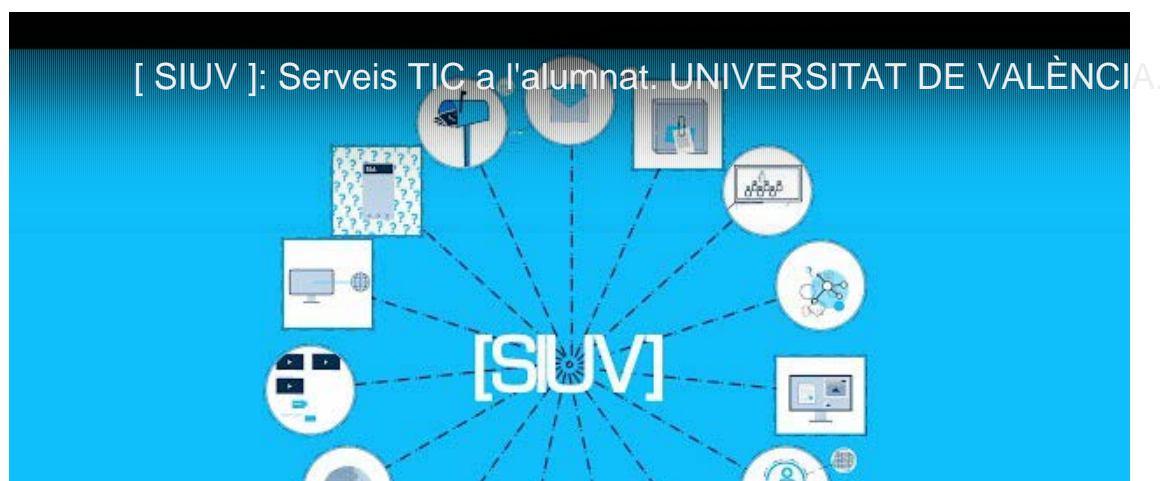 [ SIUV ]: Serveis TIC a l'alumnat. UNIVERSITAT DE VALÈNCIA.
[SIUV]